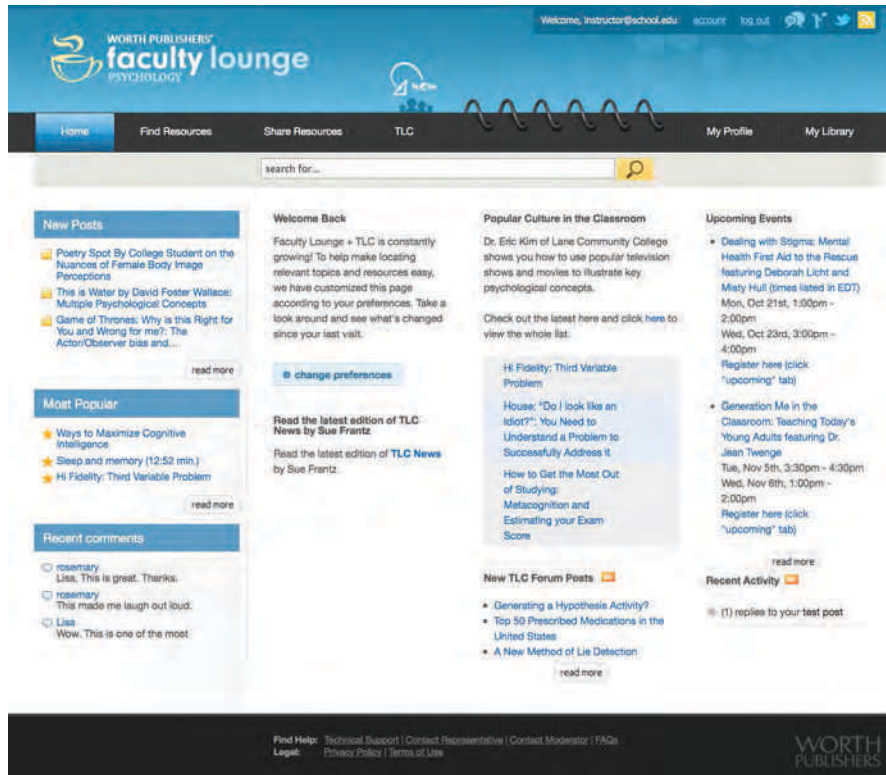 Welcome, instructor@school.edu account log out
WORTH PUBLISHERS'
faculty lounge
PSYCHOLOGY
Home
Find Resources
Share Resources
TLC
My Profile
My Library
search for...
New Posts
Poetry Spot By College Student on the
Nuances of Female Body Image
Perceptions
This is Water by David Foster Wallace:
Multiple Psychological Concepts
Game of Thrones: Why is this Right for
You and Wrong for me?: The
Actor/Observer bias and...
read more
Most Popular
Ways to Maximize Cognitive
Intelligence
Sleep and memory (12:52 min.)
Hi Fidelity: Third Variable Problem
read more
Recent comments
rosemary
Lisa, This is great. Thanks.
rosemary
This made me laugh out loud.
Lisa
Wow. This is one of the most
Welcome Back
Faculty Lounge + TLC is constantly
growing! To help make locating
relevant topics and resources easy,
we have customized this page
according to your preferences. Take a
look around and see what's changed
since your last vait.
change preferences
Read the latest edition of TLC
News by Sue Frantz
Read the latest edition of TLC News
by Sue Frantz
Popular Culture in the Classroom
Dr. Eric Kim of Lane Community College
shows you how to use popular television
shows and movies to illustrate key
psychological concepts.
Check out the latest here and click here to
view the whole list.
Hi Fidelity: Third Variable
Problem
House: "Do I look like an
Idiot?": You Need to
Understand a Problem to
Successfully Address it
How to Get the Most Out
of Studying:
Metacognition and
Estimating your Exam
Score
New TLC Forum Posts
Generating a Hypothesis Activity?
Top 50 Prescribed Medications in the
United States
A New Method of Lie Detection
read more
Upcoming Events
Dealing with Stigma: Mental
Health First Aid to the Rescue
featuring Deborah Licht and
Misty Hull (times listed in EDT)
Mon, Oct 21st, 1:00pm -
2:00pm
Wed, Oct 23rd, 3:00pm -
4:00pm
Register here (click
"upcoming" tab)
Generation Me in the
Classroom: Teaching Today's
Young Adults featuring Dr.
Jean Twenge
Tue, Nov 5th, 3:30pm - 4:30pm
Wed, Nov 6th, 1:00pm -
2:00pm
Register here (click
"upcoming" tab)
read more
Recent Activity
(1) replies to your test post
Find Help: Technical Support | Contact Representative | Contact Moderator | FAQs
Legal: Privacy Policy | Terms of Use
WORTH
PUBLISHERS